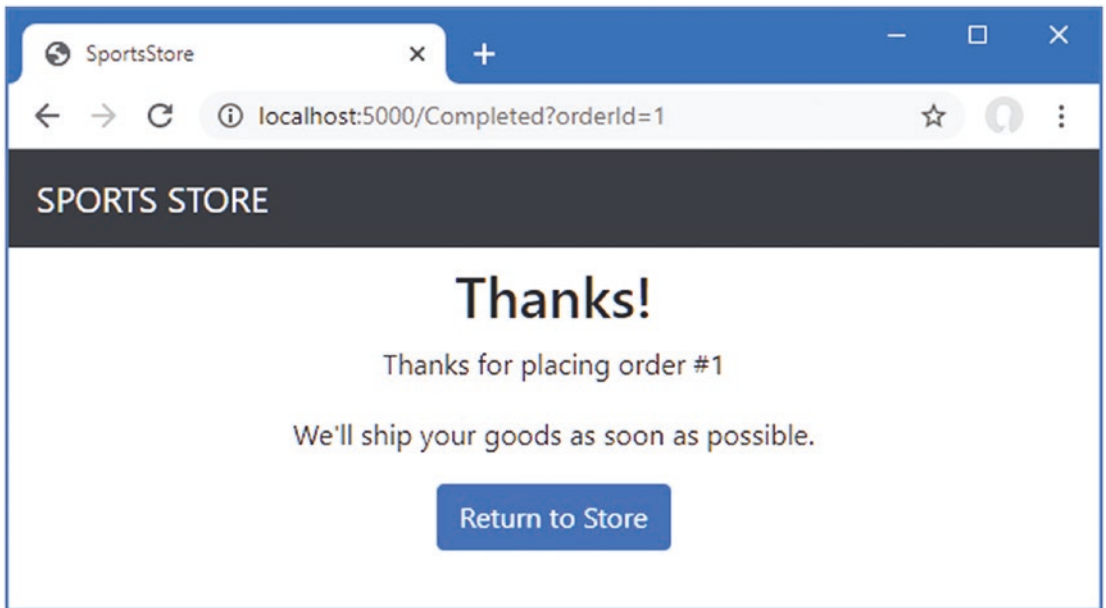 SportsStore
localhost:5000/Completed?orderId=1
SPORTS STORE
Thanks!
Thanks for placing order #1
We'll ship your goods as soon as possible.
Return to Store